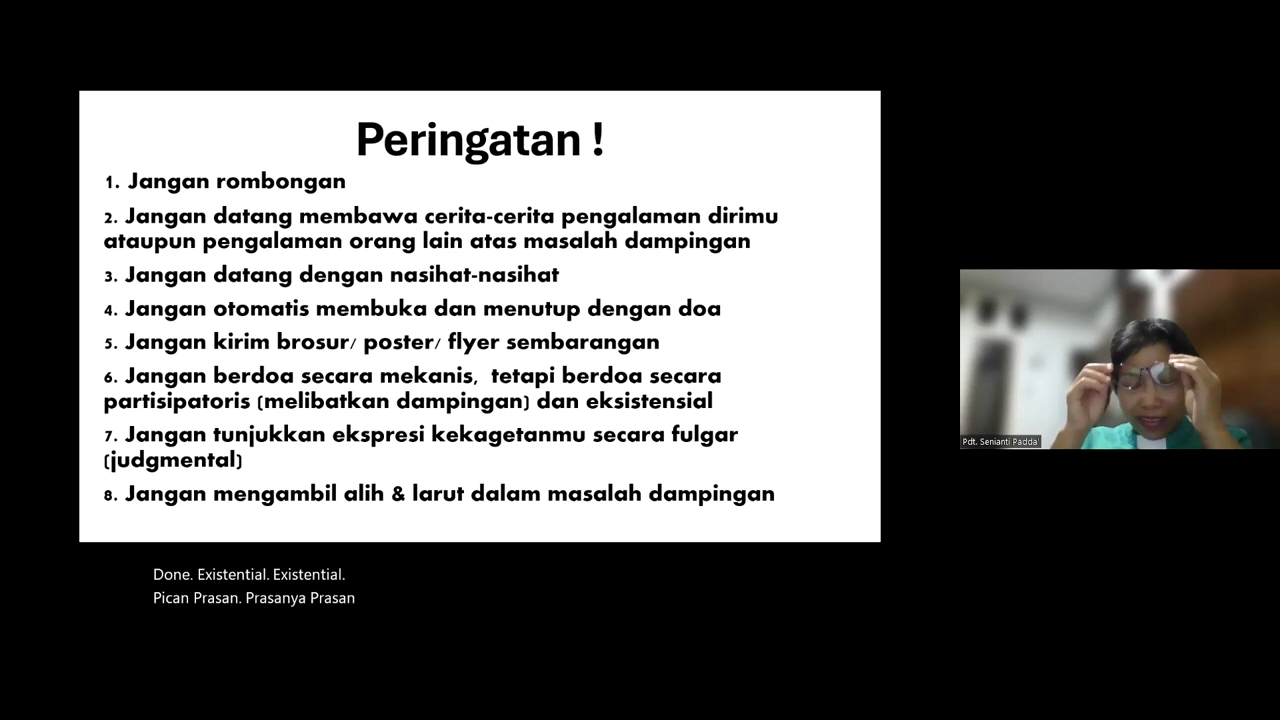 Peringatan !
1. Jangan rombongan
2. Jangan datang membawa cerita-cerita pengalaman dirimu
ataupun pengalaman orang lain atas masalah dampingan
3. Jangan datang dengan nasihat-nasihat
4. Jangan otomatis membuka dan menutup dengan doa
5. Jangan kirim brosur/ poster/ flyer sembarangan
6. Jangan berdoa secara mekanis, tetapi berdoa secara
partisipatoris (melibatkan dampingan) dan eksistensial
7. Jangan tunjukkan ekspresi kekagetanmu secara fulgar
(judgmental)
8. Jangan mengambil alih & larut dalam masalah dampingan
Pdt. Senianti Padda'
Done. Existential. Existential.
Pican Prasan. Prasanya Prasan